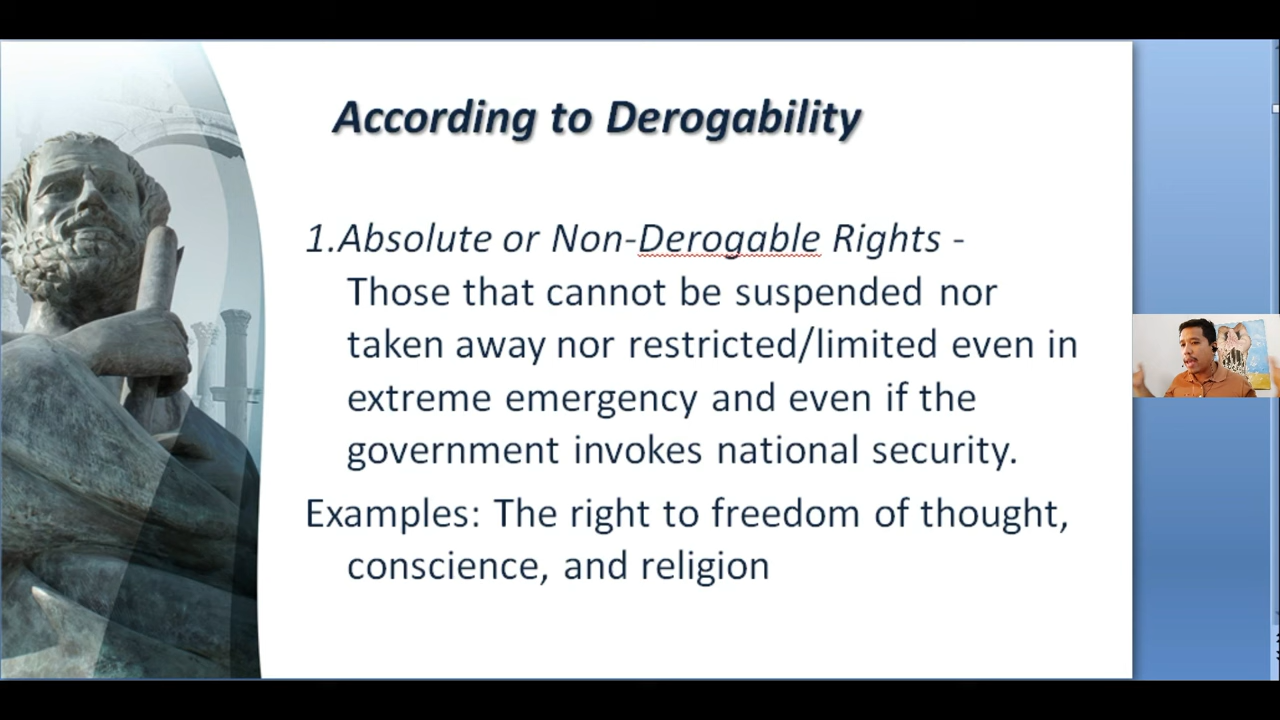 According to Derogability
1.Absolute or Non-Derogable Rights -
Those that cannot be suspended nor
taken away nor restricted/limited even in
extreme emergency and even if the
government invokes national security.
Examples: The right to freedom of thought,
conscience, and religion